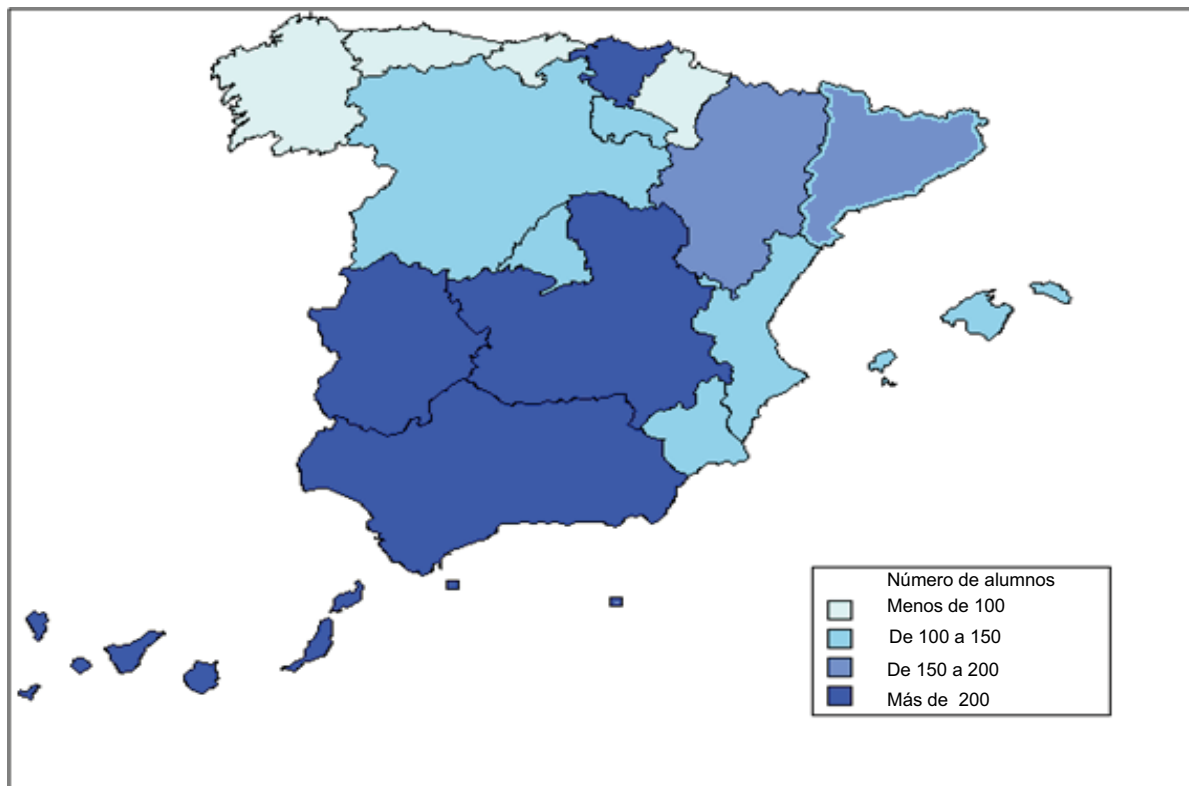 Número de alumnos
Menos de 100
De 100 a 150
De 150 a 200
Más de 200